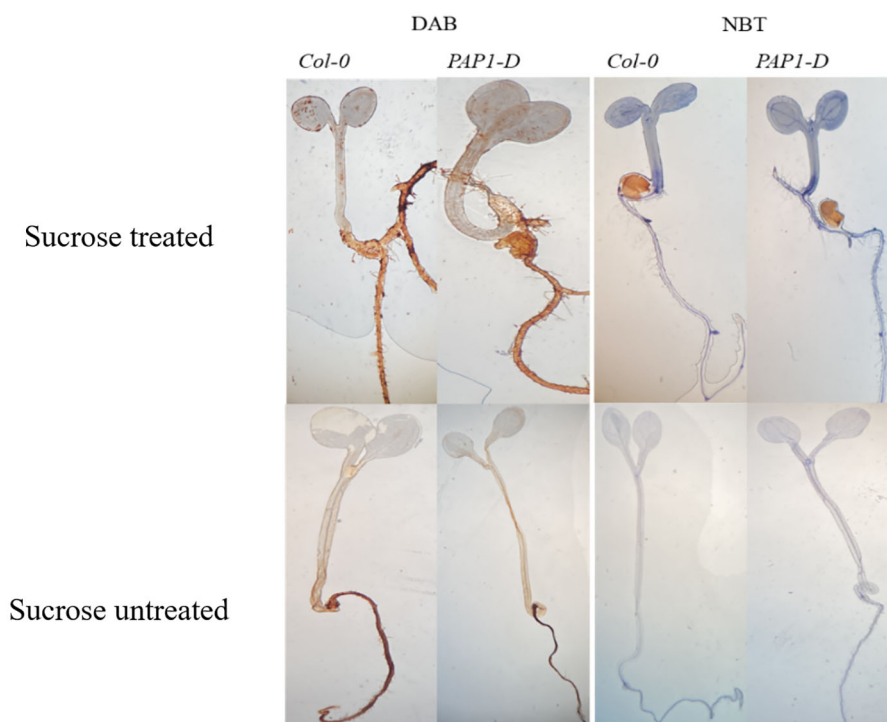 DAB NBT
Col-0 PAP1-D Col-0 PAP1-D
Sucrose treated
Sucrose untreated